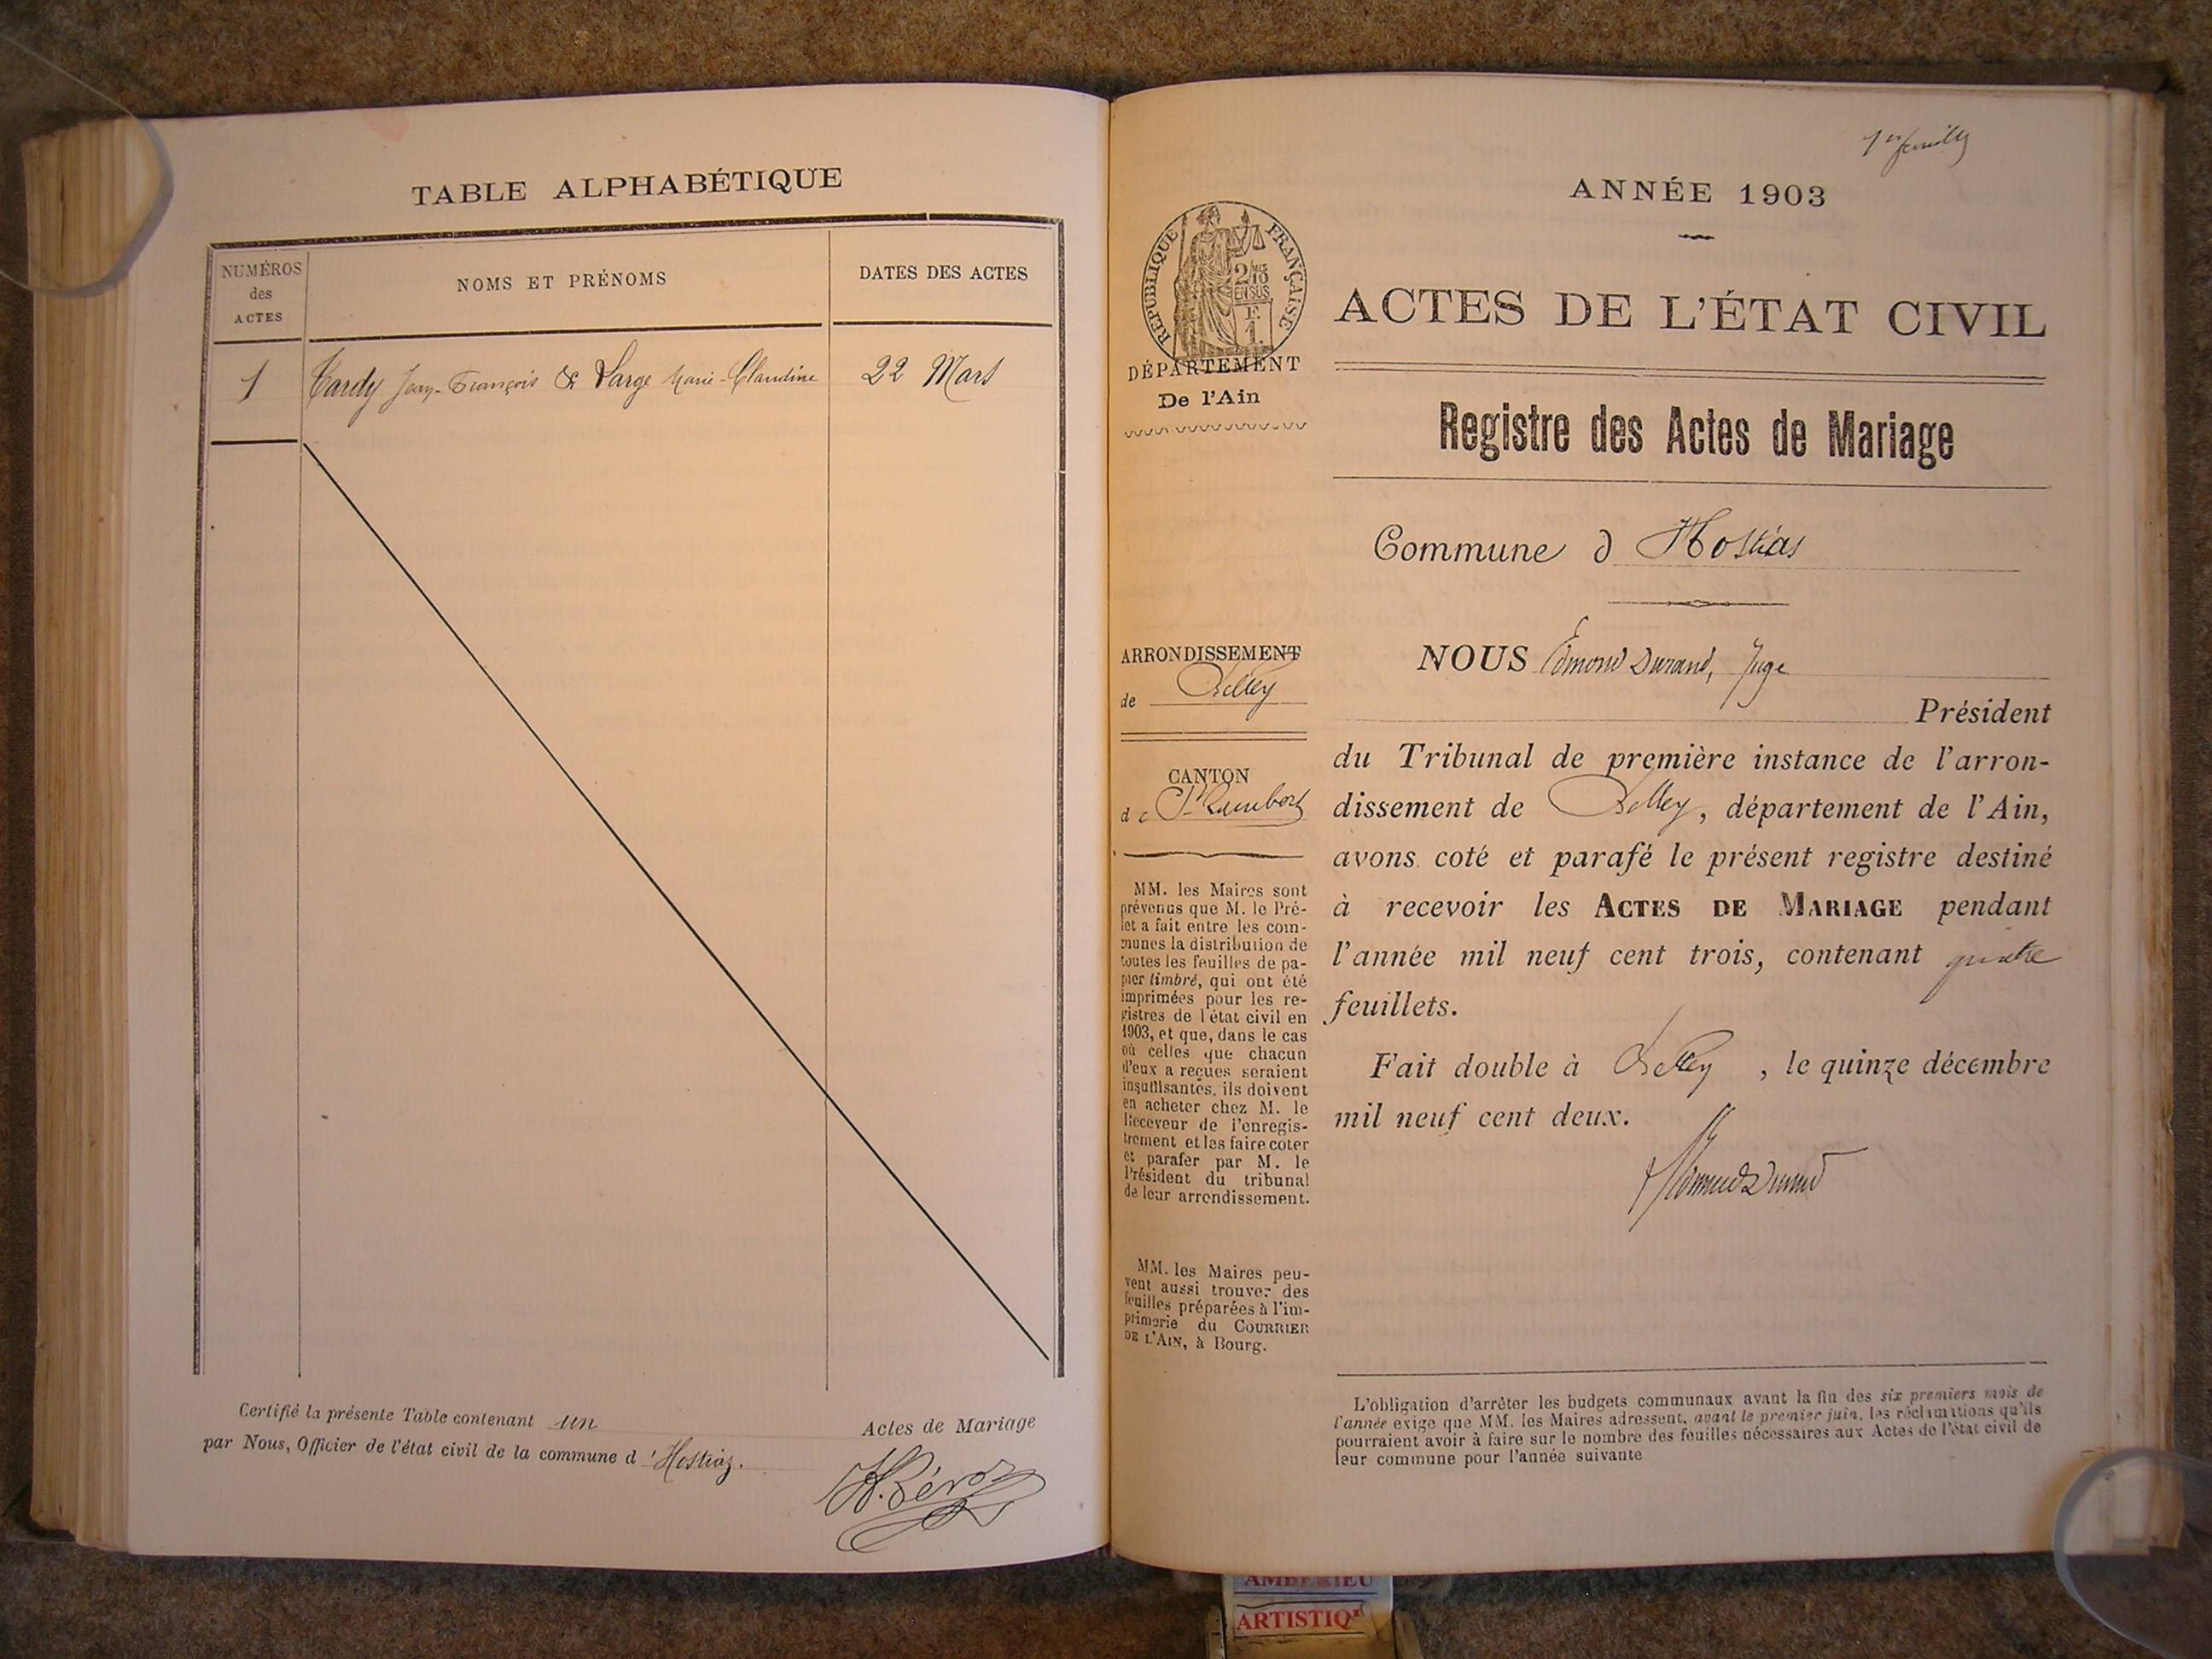 TABLE ALPHABÉTIQUE
NUMÉROS
des
ACTES
NOMS ET PRÉNOMS
DATES DES ACTES
1
Tardy Jean-François & Large Marie-Claudine
22 Mars
Certifié la présente Table contenant un
Actes de Mariage
par Nous, Officier de l'état civil de la commune d 'Hostiaz.
1er feuillet
ANNÉE 1903
RÉPUBLIQUE FRANÇAISE
2/10
EN SUS
F.
1.
DÉPARTEMENT
De l'Ain
ACTES DE L'ÉTAT CIVIL
Registre des Actes de Mariage
Commune d Hostias
ARRONDISSEMENT
de Belley
CANTON
de St Rambert
MM. les Maires sont
prévenus que M. le Pré-
fet a fait entre les com-
munes la distribution de
toutes les feuilles de pa-
pier timbré, qui ont été
imprimées pour les re-
gistres de l'état civil en
1903, et que, dans le cas
où celles que chacun
d'eux a reçues seraient
insuffisantes, ils doivent
en acheter chez M. le
Receveur de l'enregis-
trement et les faire coter
et parafer par M. le
Président du tribunal
de leur arrondissement.
MM. les Maires peu-
vent aussi trouver des
feuilles préparées à l'im-
primerie du COURRIER
DE L'AIN, à Bourg.
NOUS Edmond Durand, Juge
Président
du Tribunal de première instance de l'arron-
dissement de Belley, département de l'Ain,
avons coté et parafé le présent registre destiné
à recevoir les ACTES DE MARIAGE pendant
l'année mil neuf cent trois, contenant quatre
feuillets.
Fait double à Belley, le quinze décembre
mil neuf cent deux.
Edmond Durand
L'obligation d'arrêter les budgets communaux avant la fin des six premiers mois de
l'année exige que MM. les Maires adressent, avant le premier juin, les réclamations qu'ils
pourraient avoir à faire sur le nombre des feuilles nécessaires aux Actes de l'état civil de
leur commune pour l'année suivante
AMBERIEU